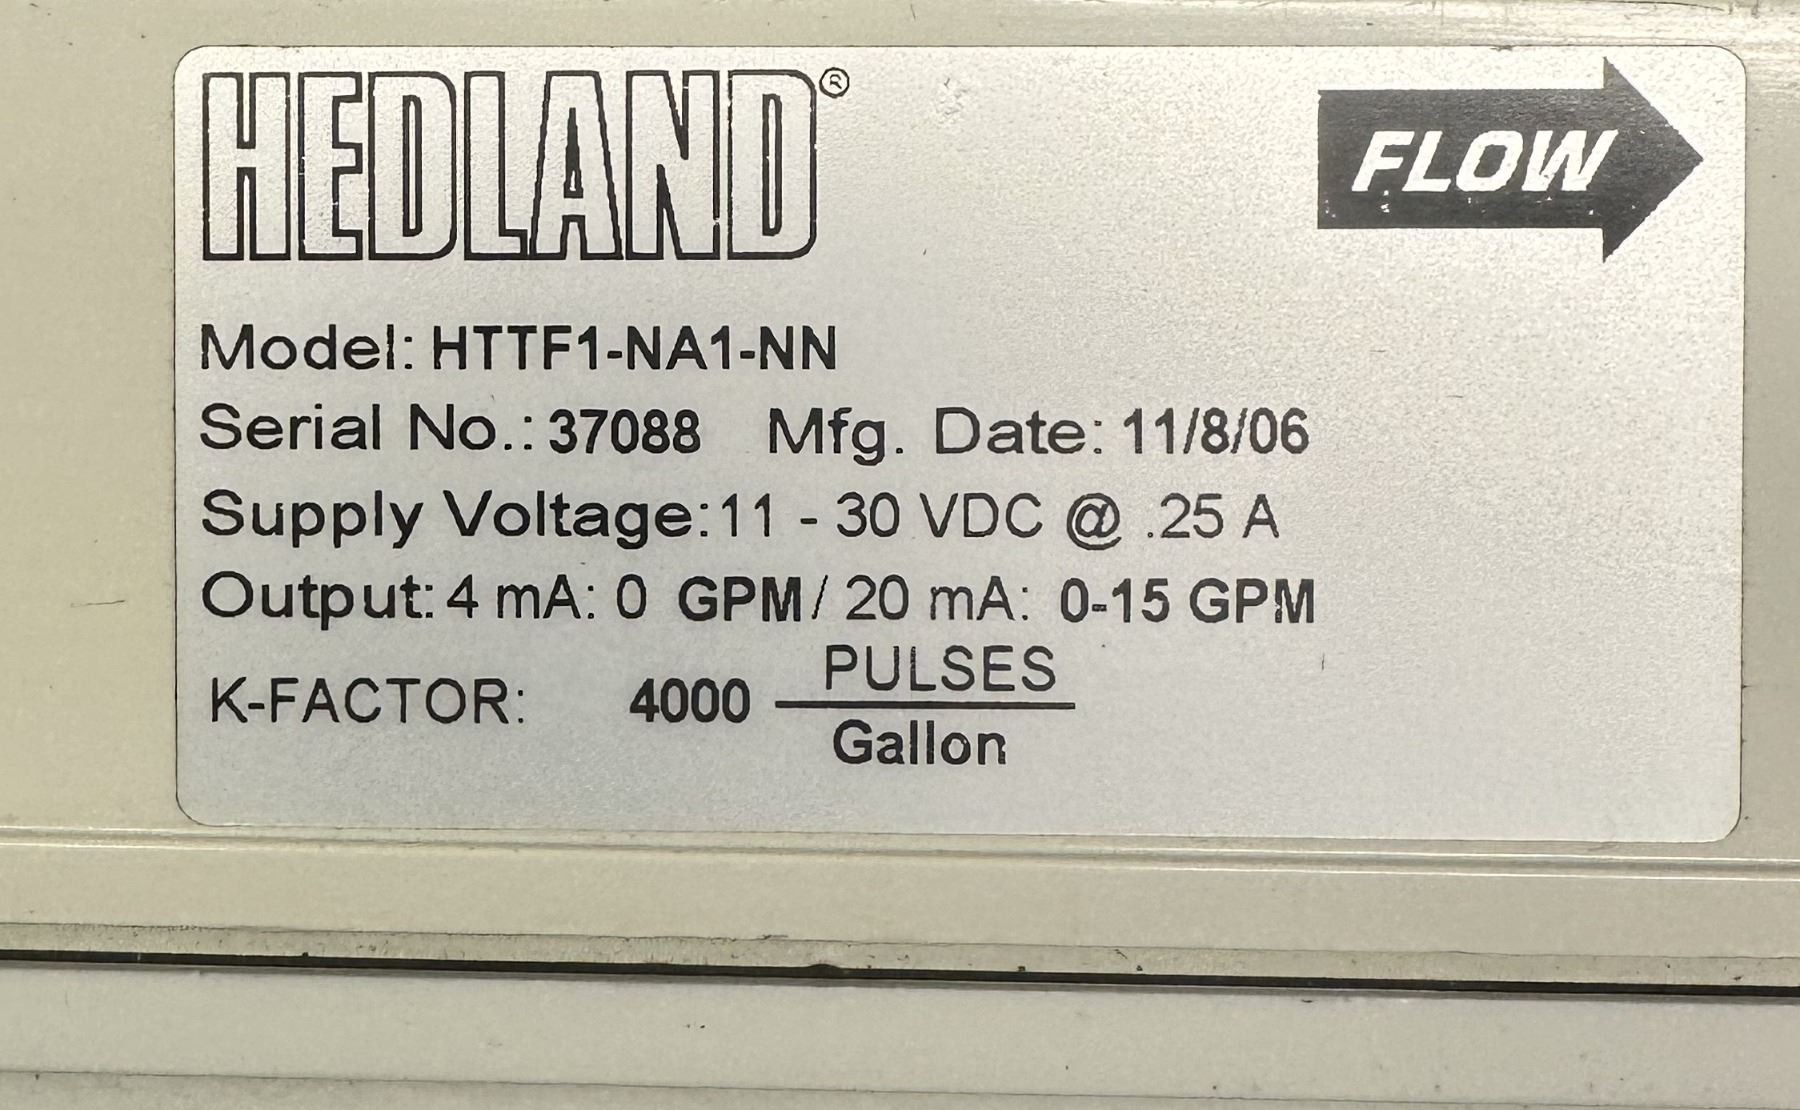 HEDLAND®
FLOW
Model: HTTF1-NA1-NN
Serial No.: 37088 Mfg. Date: 11/8/06
Supply Voltage: 11 - 30 VDC @ .25 A
Output: 4 mA: 0 GPM / 20 mA: 0-15 GPM
K-FACTOR: 4000 PULSES
Gallon